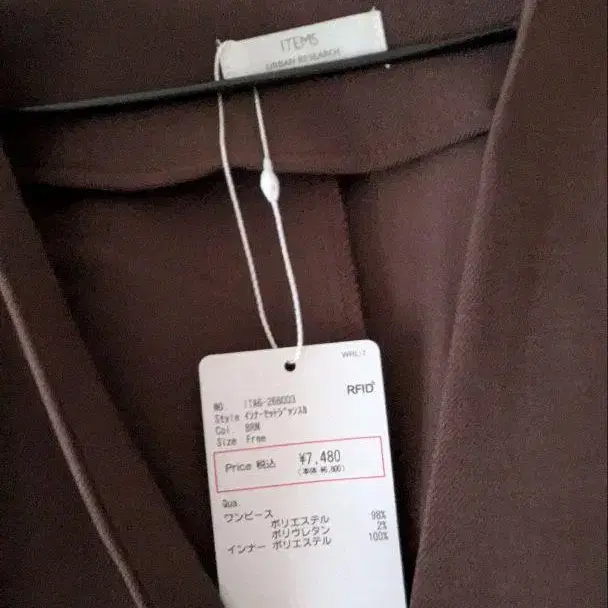 ITEMS
URBAN RESEARCH
WRL-7
RFID
NO. ITA6-26B003
Style インナーセットジャンスカ
Col. BRN
Size Free
Price 税込 ¥7,480
(本体 ¥6,800)
Qua.
ワンピース
ポリエステル 98%
ポリウレタン 2%
インナー ポリエステル 100%